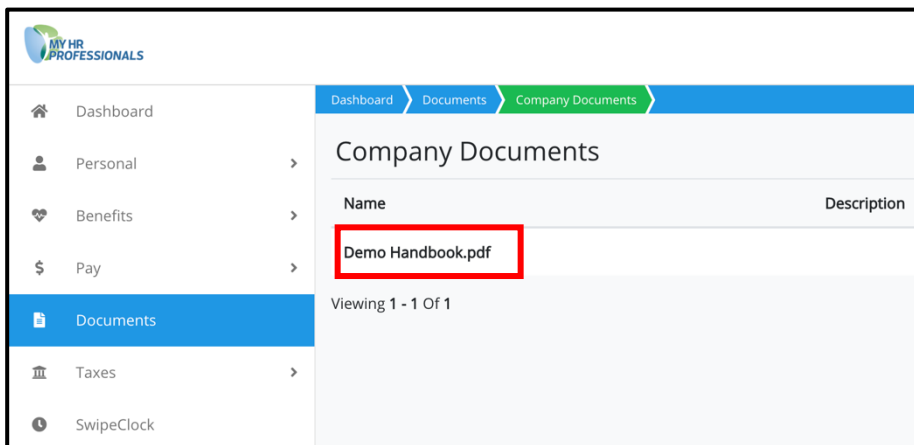 MY HR
PROFESSIONALS
Dashboard
Personal
Benefits
Pay
Documents
Taxes
SwipeClock
Dashboard Documents Company Documents
Company Documents
Name Description
Demo Handbook.pdf
Viewing 1 - 1 Of 1